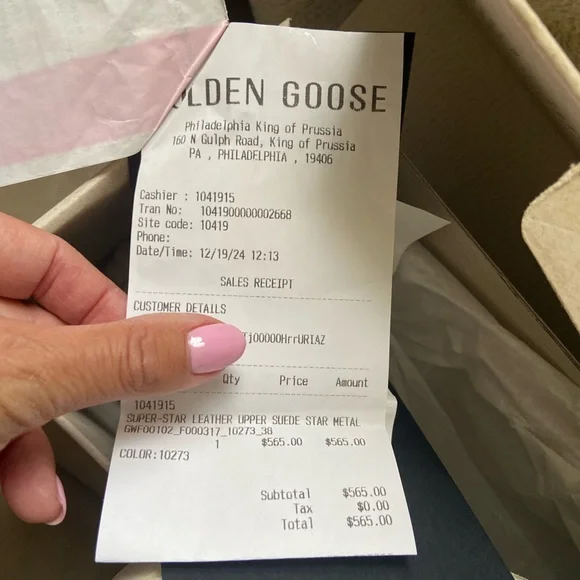 OLDEN GOOSE
Philadelphia King of Prussia
160 N Gulph Road, King of Prussia
PA , PHILADELPHIA , 19406
Cashier : 1041915
Tran No: 1041900000002668
Site code: 10419
Phone:
Date/Time: 12/19/24 12:13
SALES RECEIPT
CUSTOMER DETAILS
j00000HrrURIAZ
Qty Price Amount
1041915
SUPER-STAR LEATHER UPPER SUEDE STAR METAL
GWF00102_F000317_10273_38
1 $565.00 $565.00
COLOR:10273
Subtotal $565.00
Tax $0.00
Total $565.00